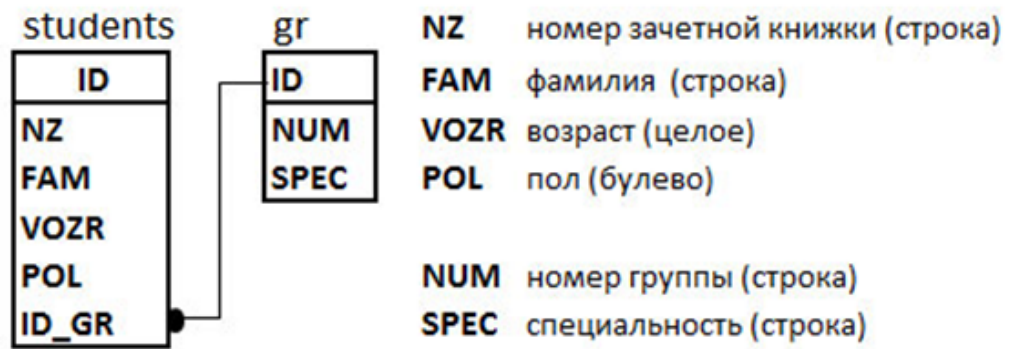 students
ID
NZ
FAM
VOZR
POL
ID_GR
gr
ID
NUM
SPEC
NZ номер зачетной книжки (строка)
FAM фамилия (строка)
VOZR возраст (целое)
POL пол (булево)
NUM номер группы (строка)
SPEC специальность (строка)